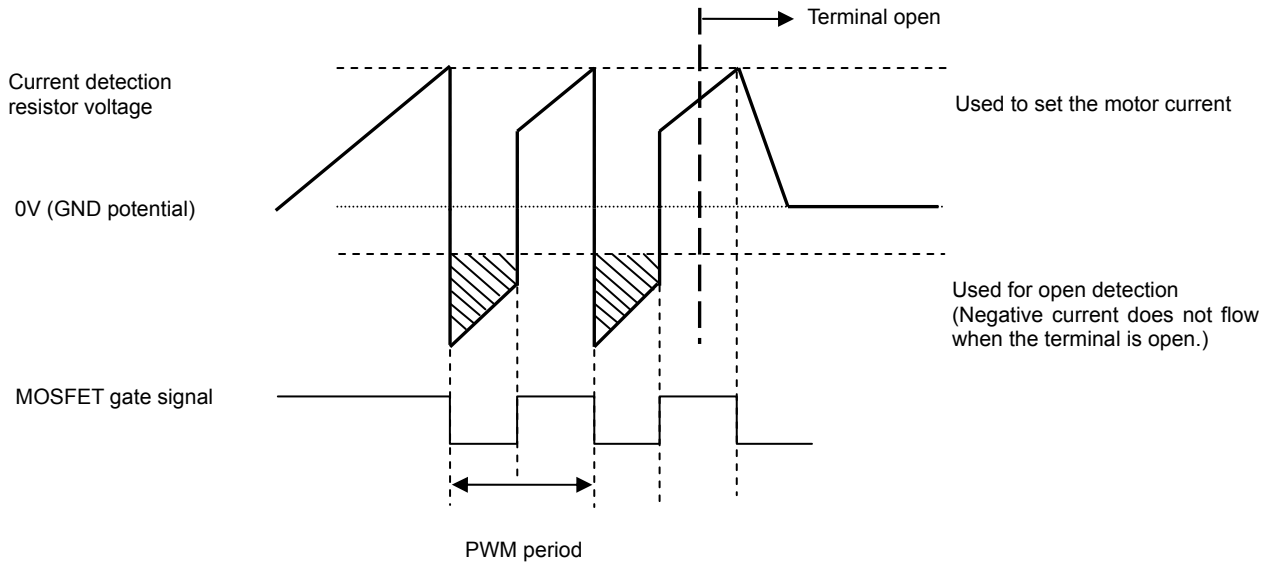 Terminal open
Current detection
resistor voltage
Used to set the motor current
0V (GND potential)
Used for open detection
(Negative current does not flow
when the terminal is open.)
MOSFET gate signal
PWM period